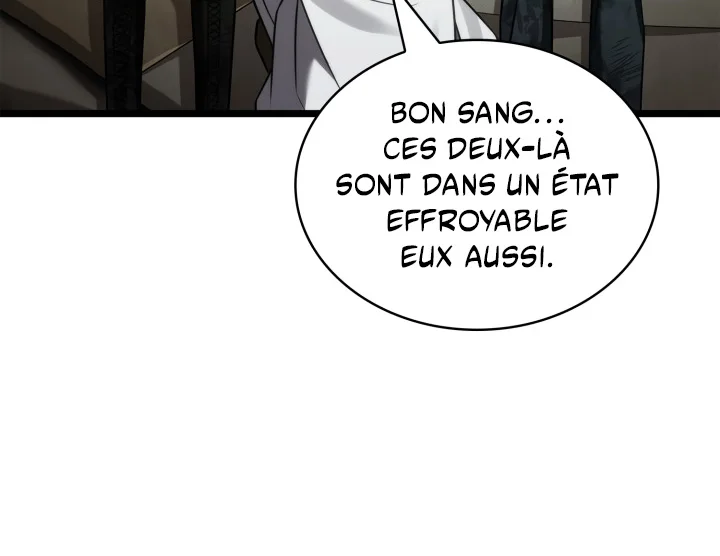 BON SANG...
CES DEUX-LÀ
SONT DANS UN ÉTAT
EFFROYABLE
EUX AUSSI.